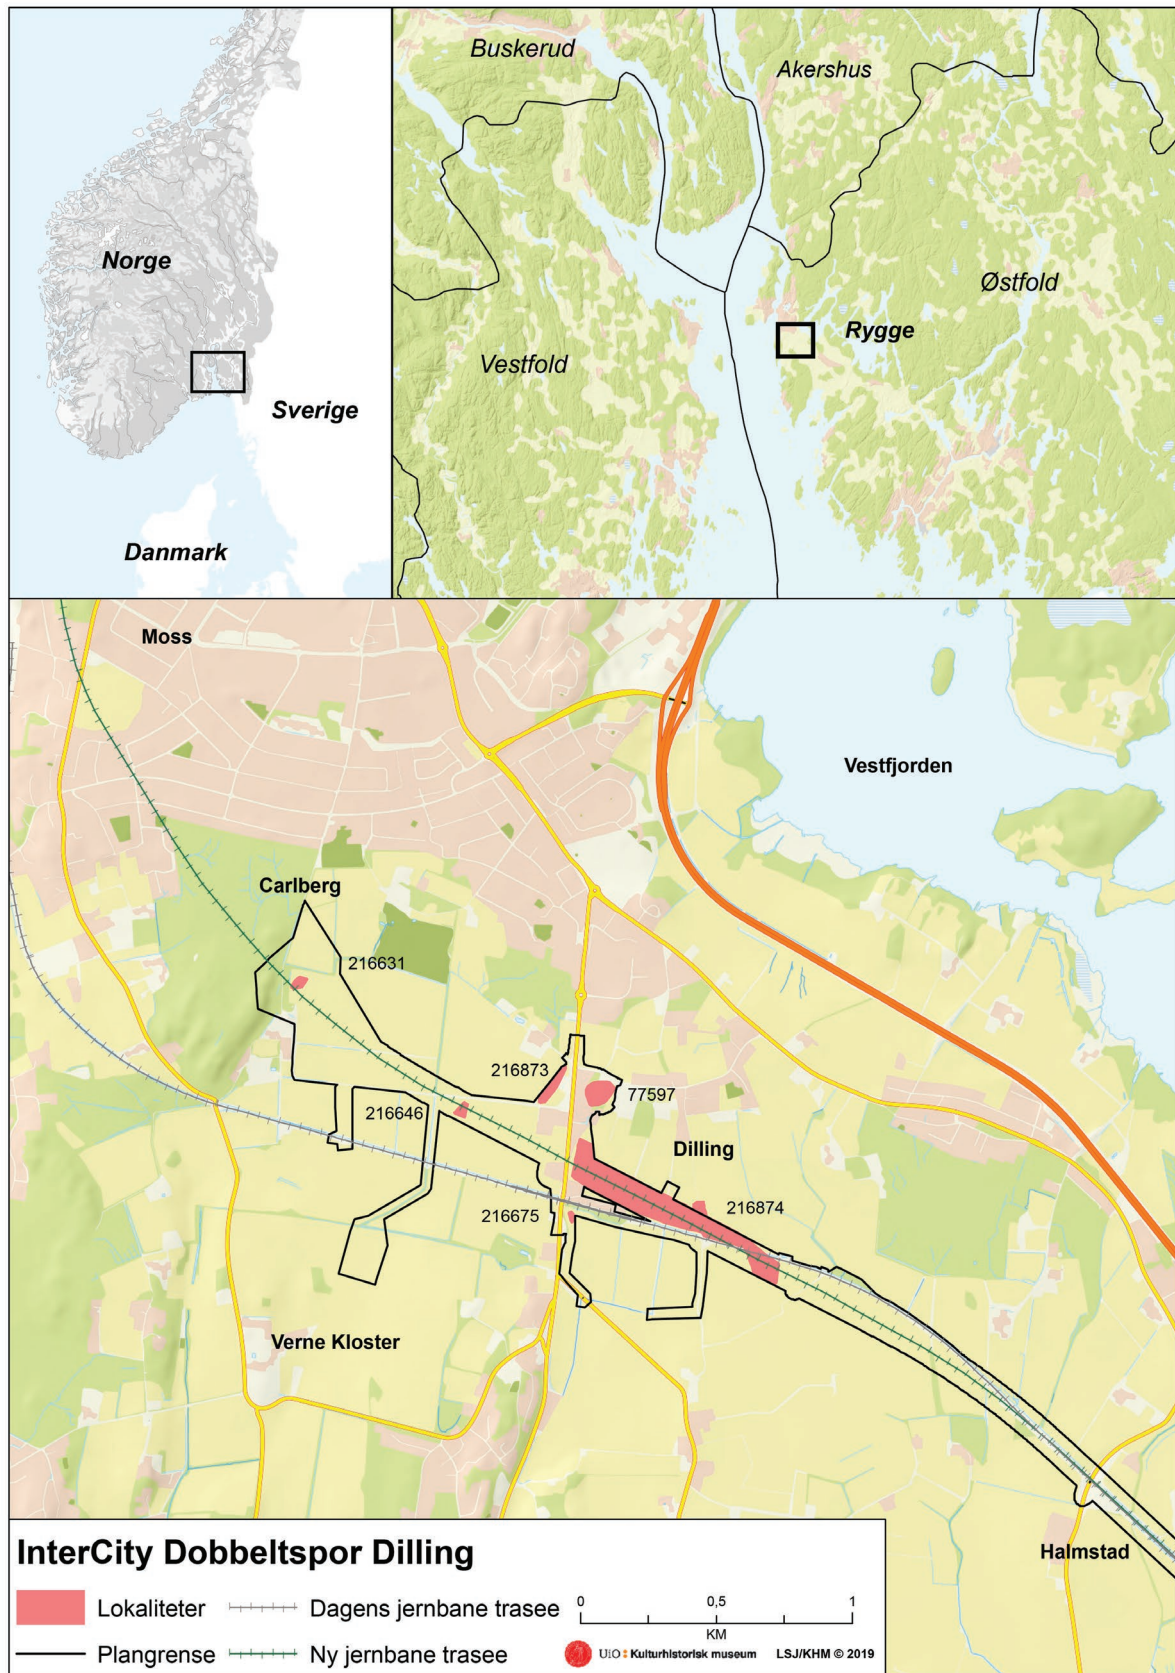 Norge
Sverige
Danmark
Buskerud
Akershus
Østfold
Rygge
Vestfold
Moss
Vestfjorden
Carlberg
216631
216873
77597
216646
Dilling
216874
216675
Verne Kloster
Halmstad
InterCity Dobbeltspor Dilling
Lokaliteter
Dagens jernbane trasee
Plangrense
Ny jernbane trasee
0 0,5 1
KM
UiO : Kulturhistorisk museum
LSJ/KHM © 2019